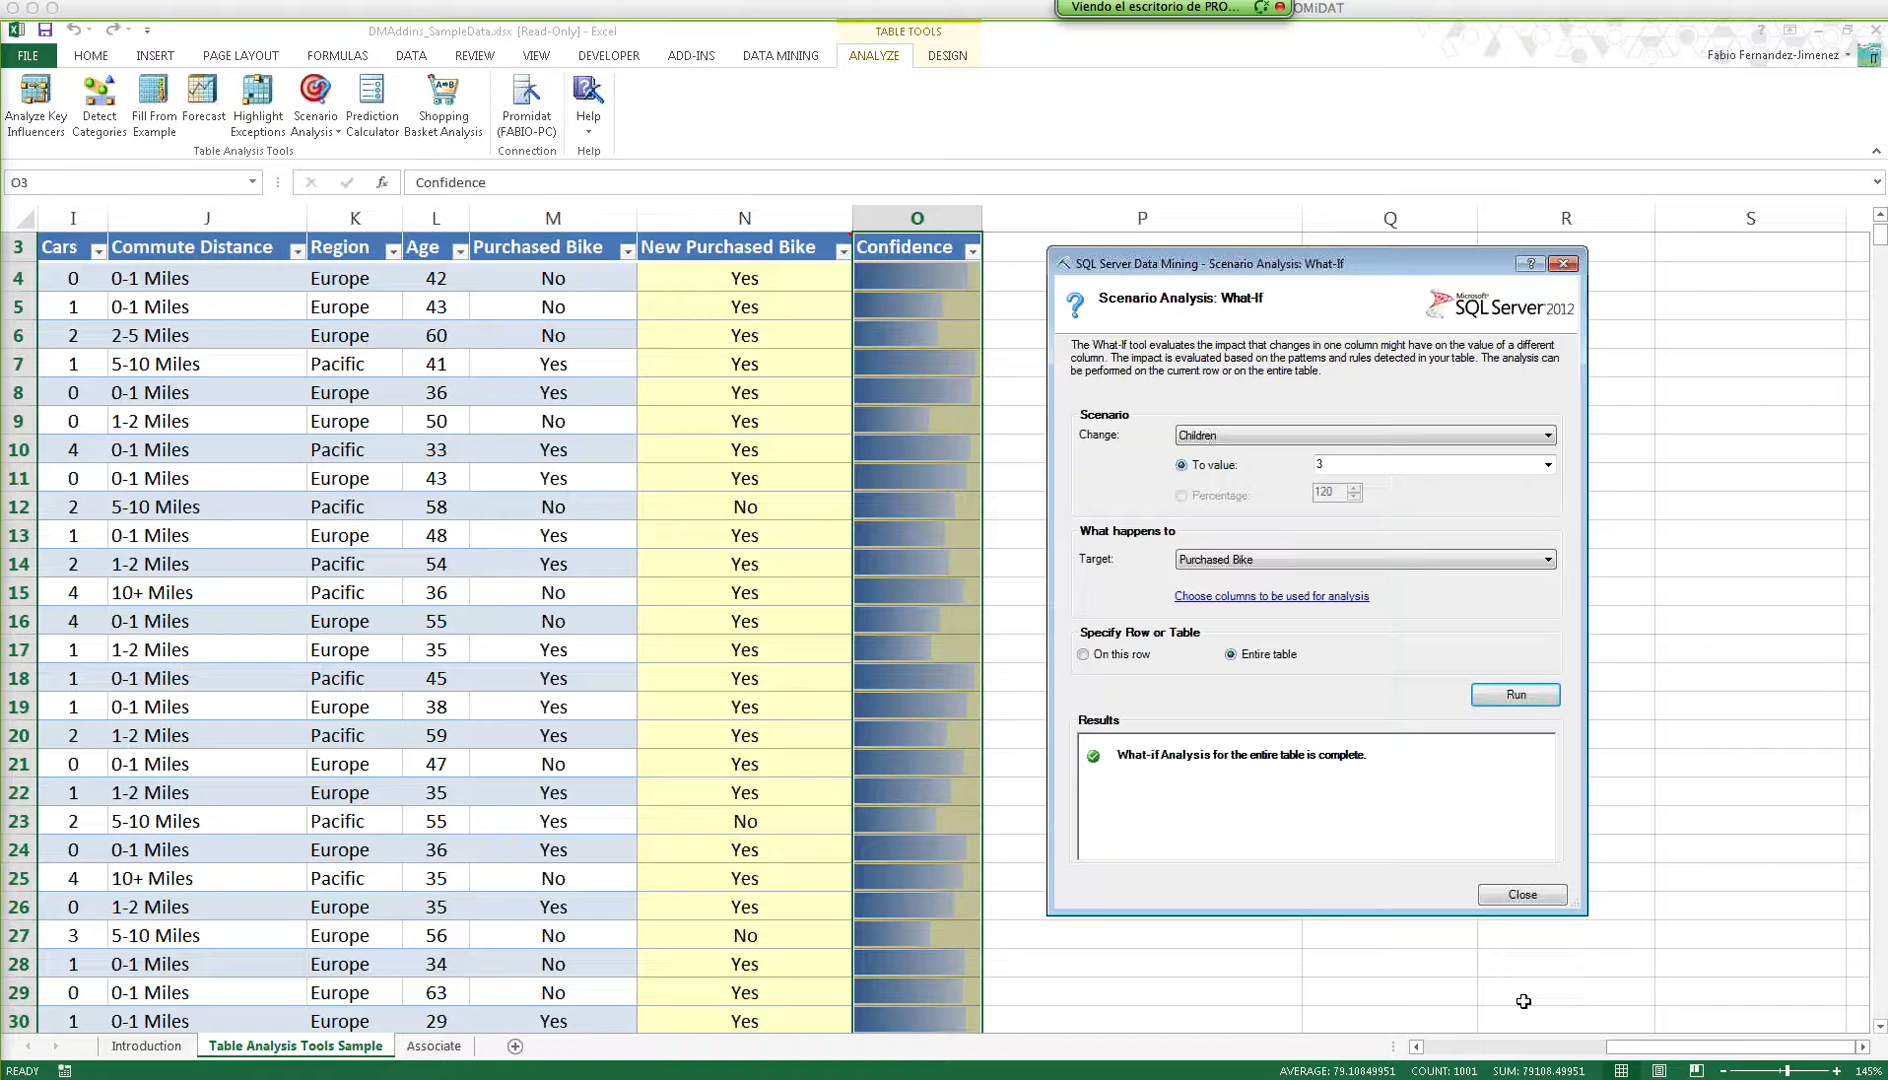 Viendo el escritorio de PRO...
OMiDAT
DMAddins_SampleData.xlsx [Read-Only] - Excel
TABLE TOOLS
FILE HOME INSERT PAGE LAYOUT FORMULAS DATA REVIEW VIEW DEVELOPER ADD-INS DATA MINING ANALYZE DESIGN
Fabio Fernandez-Jimenez
Analyze Key Influencers
Detect Categories
Fill From Example
Forecast
Highlight Exceptions
Scenario Analysis
Prediction Calculator
Shopping Basket Analysis
Promidat (FABIO-PC)
Help
Table Analysis Tools
Connection
Help
O3
fx
Confidence
I J K L M N O P Q R S
3 Cars Commute Distance Region Age Purchased Bike New Purchased Bike Confidence
4 0 0-1 Miles Europe 42 No Yes
5 1 0-1 Miles Europe 43 No Yes
6 2 2-5 Miles Europe 60 No Yes
7 1 5-10 Miles Pacific 41 Yes Yes
8 0 0-1 Miles Europe 36 Yes Yes
9 0 1-2 Miles Europe 50 No Yes
10 4 0-1 Miles Pacific 33 Yes Yes
11 0 0-1 Miles Europe 43 Yes Yes
12 2 5-10 Miles Pacific 58 No No
13 1 0-1 Miles Europe 48 Yes Yes
14 2 1-2 Miles Pacific 54 Yes Yes
15 4 10+ Miles Pacific 36 No Yes
16 4 0-1 Miles Europe 55 No Yes
17 1 1-2 Miles Europe 35 Yes Yes
18 1 0-1 Miles Pacific 45 Yes Yes
19 1 0-1 Miles Europe 38 Yes Yes
20 2 1-2 Miles Pacific 59 Yes Yes
21 0 0-1 Miles Europe 47 No Yes
22 1 1-2 Miles Europe 35 Yes Yes
23 2 5-10 Miles Pacific 55 Yes No
24 0 0-1 Miles Europe 36 Yes Yes
25 4 10+ Miles Pacific 35 No Yes
26 0 1-2 Miles Europe 35 Yes Yes
27 3 5-10 Miles Europe 56 No No
28 1 0-1 Miles Europe 34 No Yes
29 0 0-1 Miles Europe 63 No Yes
30 1 0-1 Miles Europe 29 Yes Yes
SQL Server Data Mining - Scenario Analysis: What-If
Scenario Analysis: What-If
Microsoft SQL Server 2012
The What-If tool evaluates the impact that changes in one column might have on the value of a different
column. The impact is evaluated based on the patterns and rules detected in your table. The analysis can
be performed on the current row or on the entire table.
Scenario
Change: Children
To value: 3
Percentage: 120
What happens to
Target: Purchased Bike
Choose columns to be used for analysis
Specify Row or Table
On this row Entire table
Run
Results
What-if Analysis for the entire table is complete.
Close
Introduction Table Analysis Tools Sample Associate
READY
AVERAGE: 79.10849951 COUNT: 1001 SUM: 79108.49951
145%